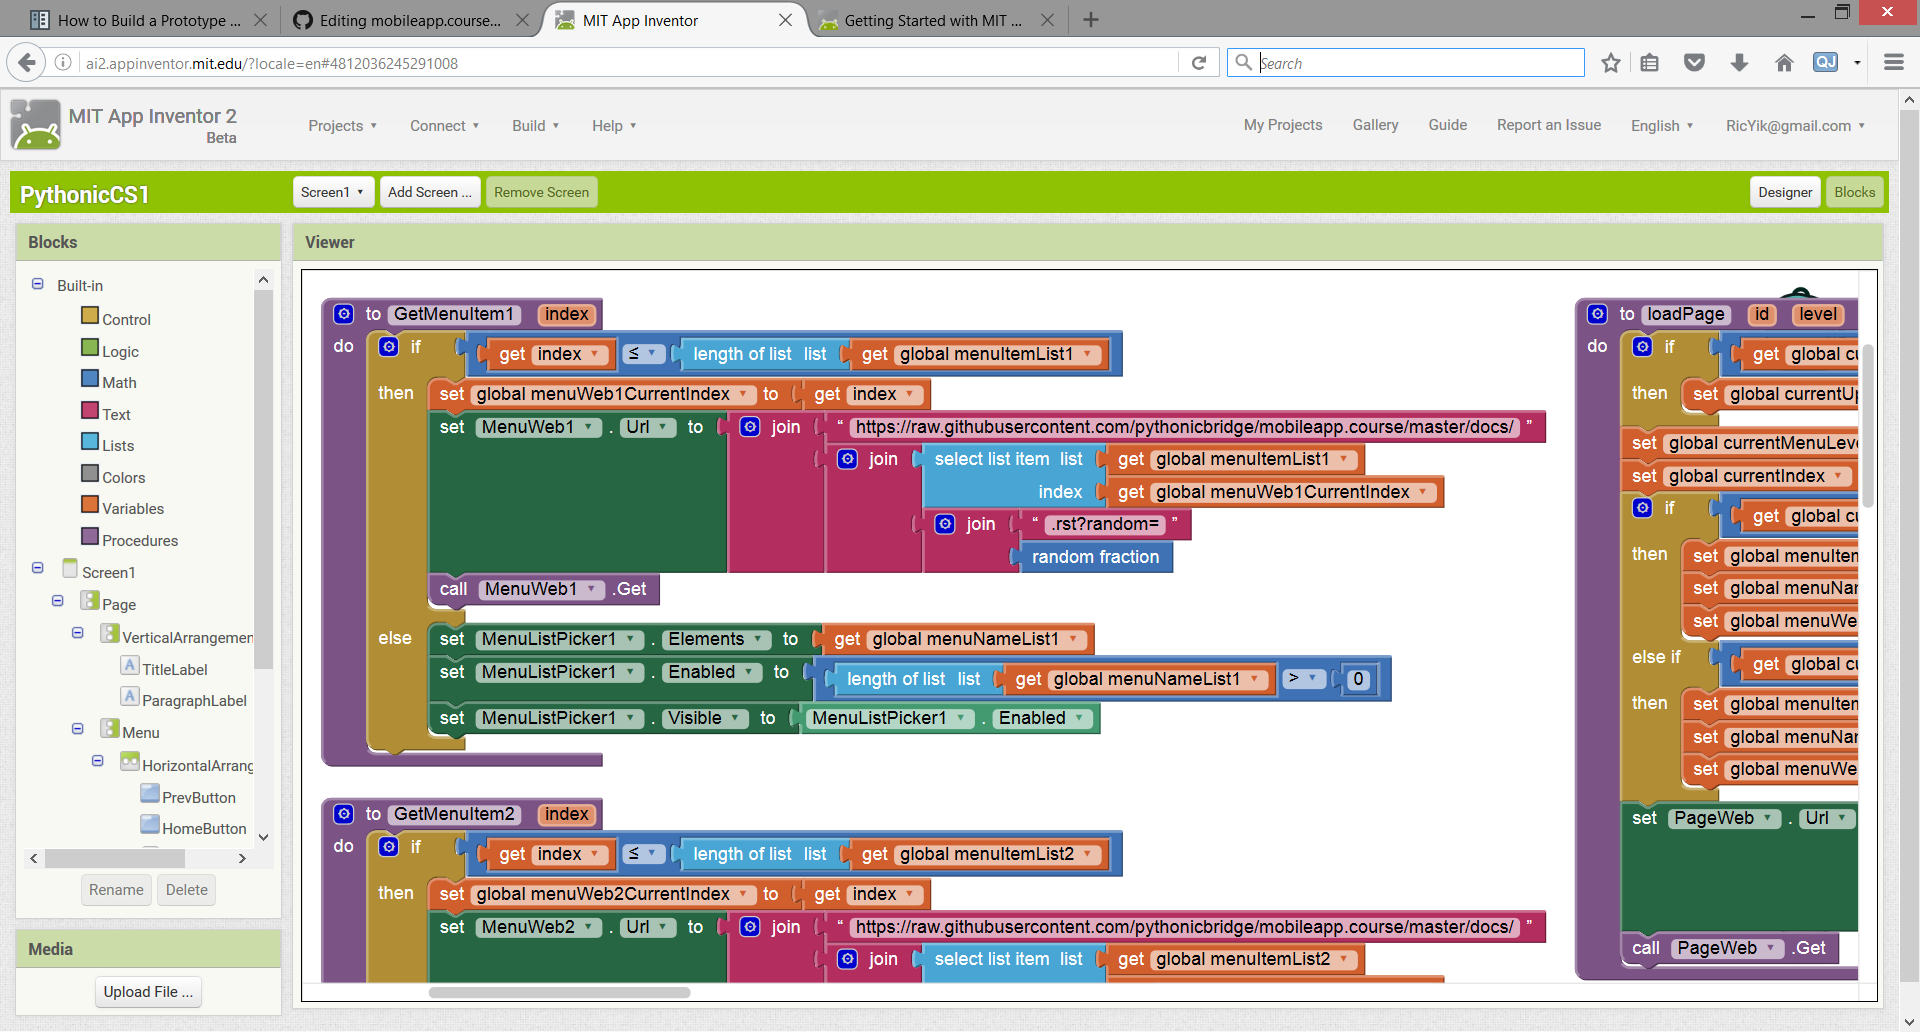 How to Build a Prototype ...
Editing mobileapp.course...
MIT App Inventor
Getting Started with MIT ...
ai2.appinventor.mit.edu/?locale=en#4812036245291008
Search
QJ
MIT App Inventor 2
Beta
Projects
Connect
Build
Help
My Projects
Gallery
Guide
Report an Issue
English
RicYik@gmail.com
PythonicCS1
Screen1
Add Screen ...
Remove Screen
Designer
Blocks
Blocks
Built-in
Control
Logic
Math
Text
Lists
Colors
Variables
Procedures
Screen1
Page
VerticalArrangemen
A TitleLabel
A ParagraphLabel
Menu
HorizontalArrang
PrevButton
HomeButton
Rename
Delete
Media
Upload File ...
Viewer
to GetMenuItem1 index
do if get index ≤ length of list list get global menuItemList1
then set global menuWeb1CurrentIndex to get index
set MenuWeb1 . Url to join “ https://raw.githubusercontent.com/pythonicbridge/mobileapp.course/master/docs/ ”
join select list item list get global menuItemList1
index get global menuWeb1CurrentIndex
join “ .rst?random= ”
random fraction
call MenuWeb1 .Get
else set MenuListPicker1 . Elements to get global menuNameList1
set MenuListPicker1 . Enabled to length of list list get global menuNameList1 > 0
set MenuListPicker1 . Visible to MenuListPicker1 . Enabled
to GetMenuItem2 index
do if get index ≤ length of list list get global menuItemList2
then set global menuWeb2CurrentIndex to get index
set MenuWeb2 . Url to join “ https://raw.githubusercontent.com/pythonicbridge/mobileapp.course/master/docs/ ”
join select list item list get global menuItemList2
to loadPage id level
do if get global cu
then set global currentUp
set global currentMenuLeve
set global currentIndex
if get global cu
then set global menuItem
set global menuNar
set global menuWe
else if get global cu
then set global menuItem
set global menuNar
set global menuWe
set PageWeb . Url
call PageWeb .Get